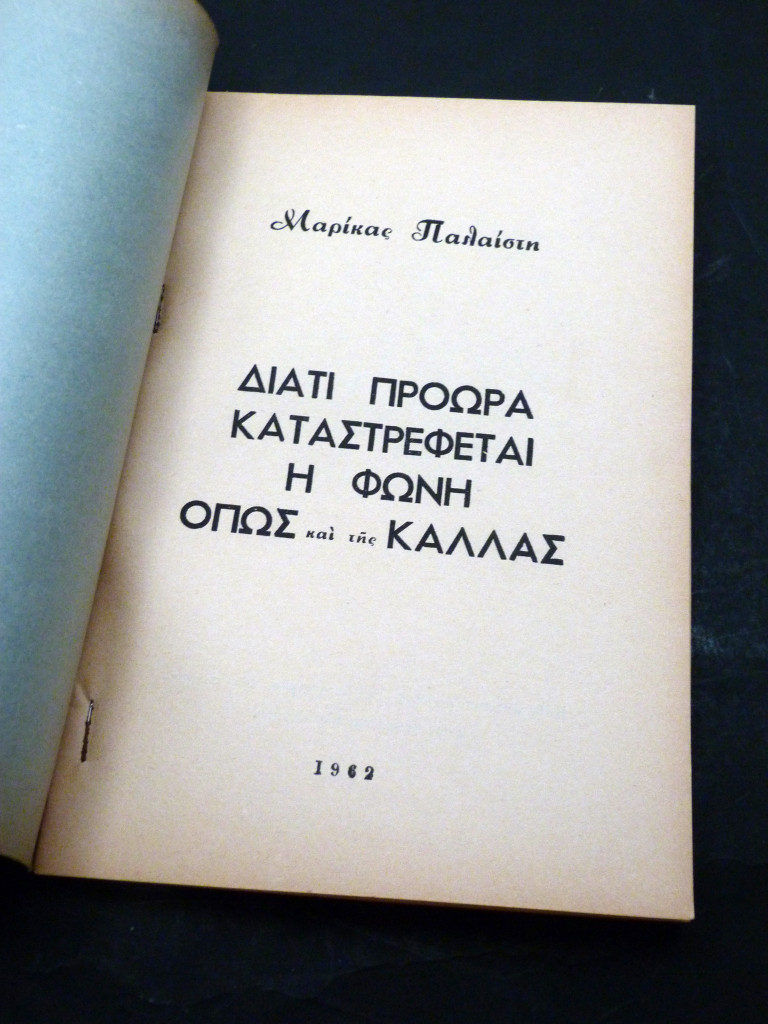 Μαρίκας Παλαίστη
ΔΙΑΤΙ ΠΡΟΩΡΑ
ΚΑΤΑΣΤΡΕΦΕΤΑΙ
Η ΦΩΝΗ
ΟΠΩΣ καὶ τῆς ΚΑΛΛΑΣ
1962